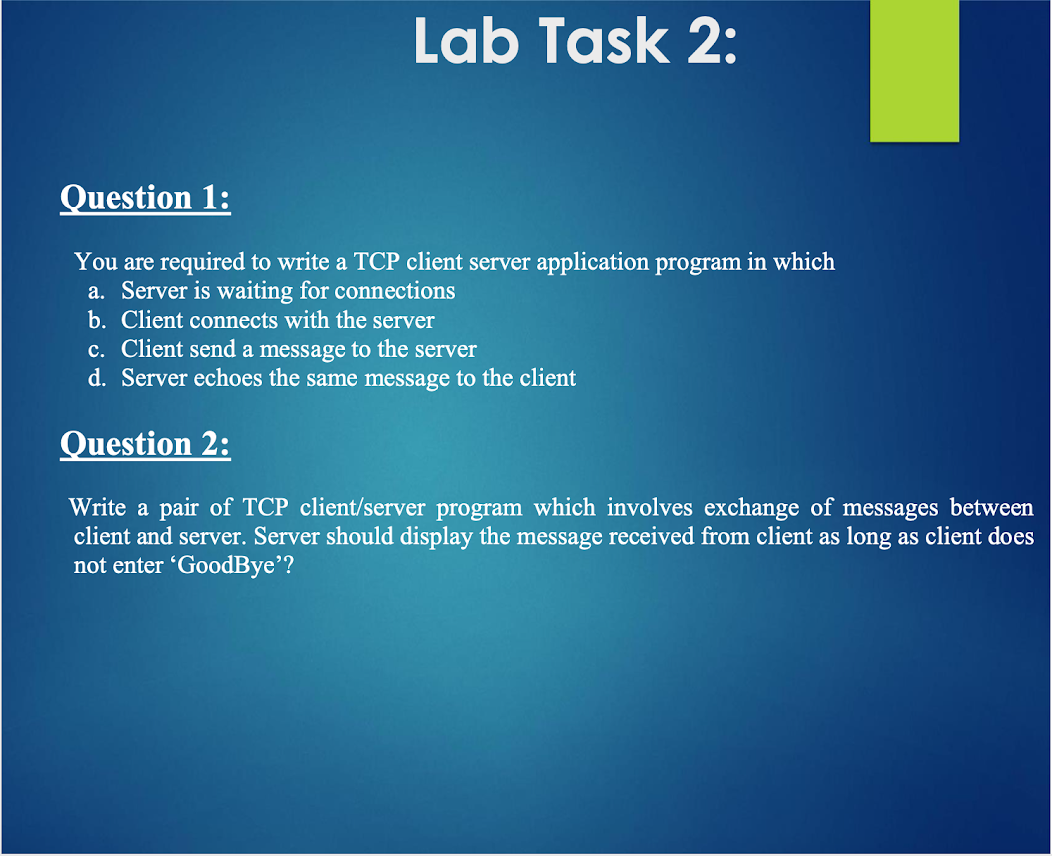 Lab Task 2:
Question 1:
You are required to write a TCP client server application program in which
a. Server is waiting for connections
b. Client connects with the server
c. Client send a message to the server
d. Server echoes the same message to the client
Question 2:
Write a pair of TCP client/server program which involves exchange of messages between
client and server. Server should display the message received from client as long as client does
not enter ‘GoodBye’?